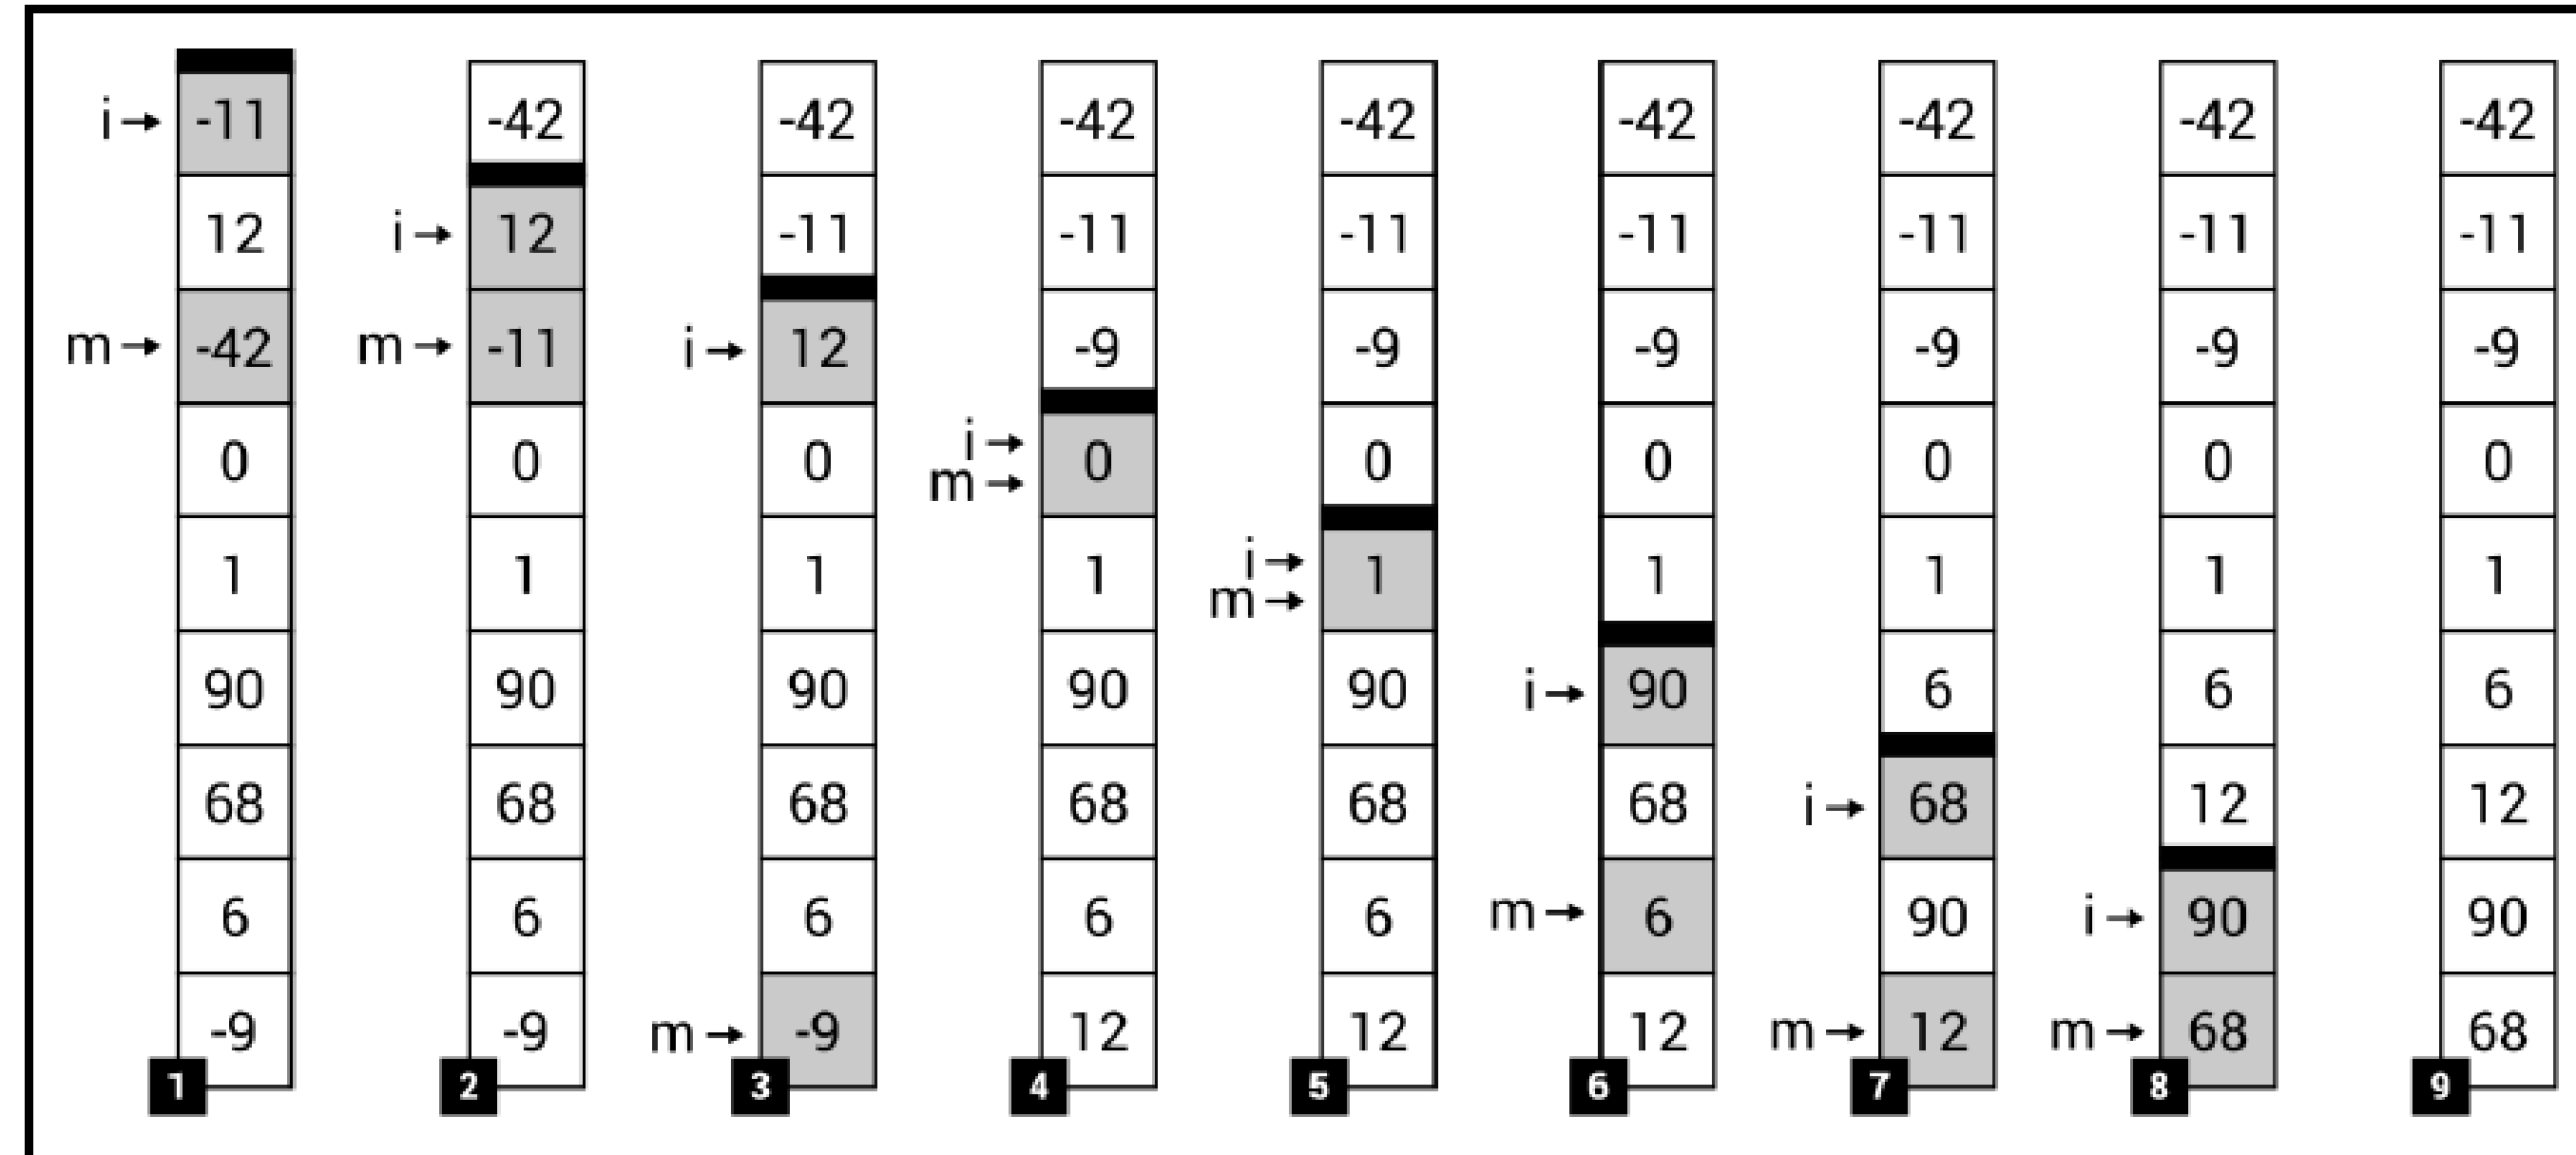 i→ -11 -42 -42 -42 -42 -42 -42 -42 -42
12 i→ 12 -11 -11 -11 -11 -11 -11 -11
m→ -42 m→ -11 i→ 12 -9 -9 -9 -9 -9 -9
0 0 0 i→ m→ 0 0 0 0 0 0
1 1 1 1 i→ m→ 1 1 1 1 1
90 90 90 90 90 i→ 90 6 6 6
68 68 68 68 68 68 i→ 68 12 12
6 6 6 6 6 m→ 6 90 i→ 90 90
-9 -9 m→ -9 12 12 12 m→ 12 m→ 68 68
1 2 3 4 5 6 7 8 9